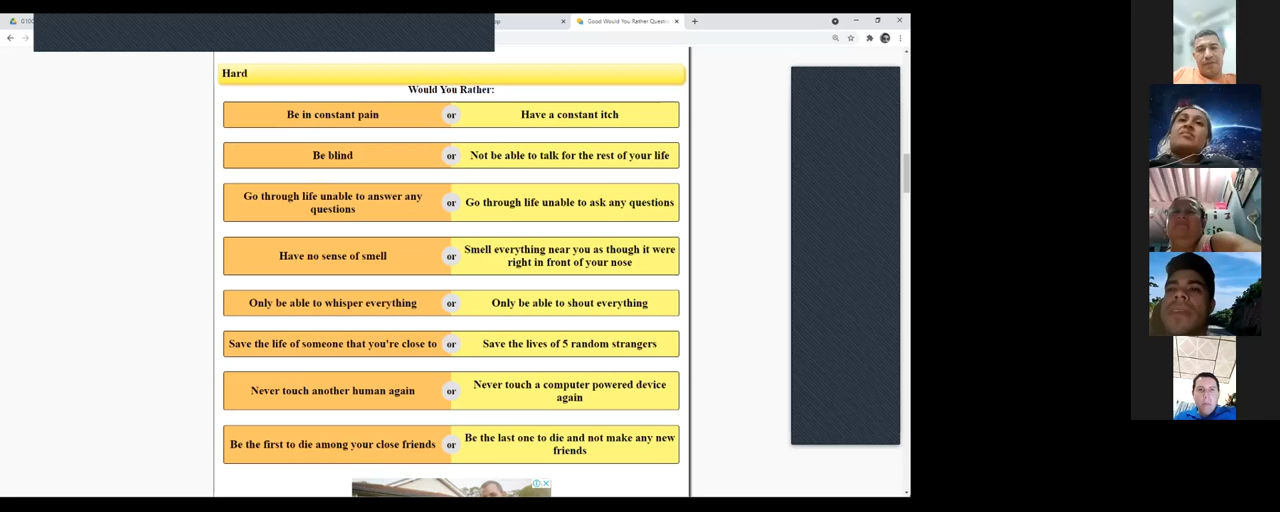 G10
pp
Good Would You Rather Questio
Hard
Would You Rather:
Be in constant pain or Have a constant itch
Be blind or Not be able to talk for the rest of your life
Go through life unable to answer any
questions
or
Go through life unable to ask any questions
Have no sense of smell
or
Smell everything near you as though it were
right in front of your nose
Only be able to whisper everything or Only be able to shout everything
Save the life of someone that you're close to or Save the lives of 5 random strangers
Never touch another human again
or
Never touch a computer powered device
again
Be the first to die among your close friends
or
Be the last one to die and not make any new
friends